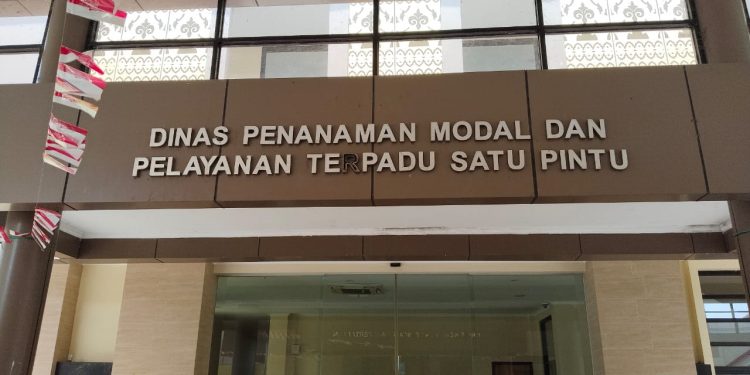 DINAS PENANAMAN MODAL DAN
PELAYANAN TERPADU SATU PINTU